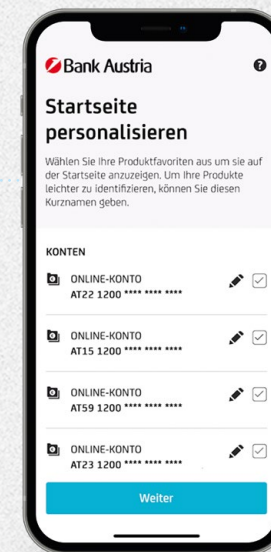 Bank Austria
?
Startseite
personalisieren
Wählen Sie Ihre Produktfavoriten aus um sie auf
der Startseite anzuzeigen. Um Ihre Produkte
leichter zu identifizieren, können Sie diesen
Kurznamen geben.
KONTEN
ONLINE-KONTO
AT22 1200 **** **** ****
ONLINE-KONTO
AT15 1200 **** **** ****
ONLINE-KONTO
AT59 1200 **** **** ****
ONLINE-KONTO
AT23 1200 **** **** ****
Weiter